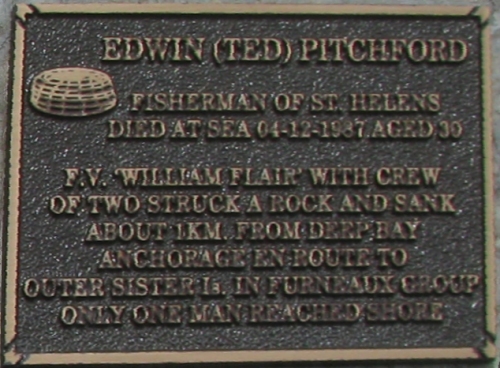 EDWIN (TED) PITCHFORD
FISHERMAN OF ST. HELENS
DIED AT SEA 04-12-1987 AGED 30
F.V. 'WILLIAM FLAIR' WITH CREW
OF TWO STRUCK A ROCK AND SANK
ABOUT 1KM. FROM DEEP BAY
ANCHORAGE EN ROUTE TO
OUTER SISTER Is. IN FURNEAUX GROUP
ONLY ONE MAN REACHED SHORE